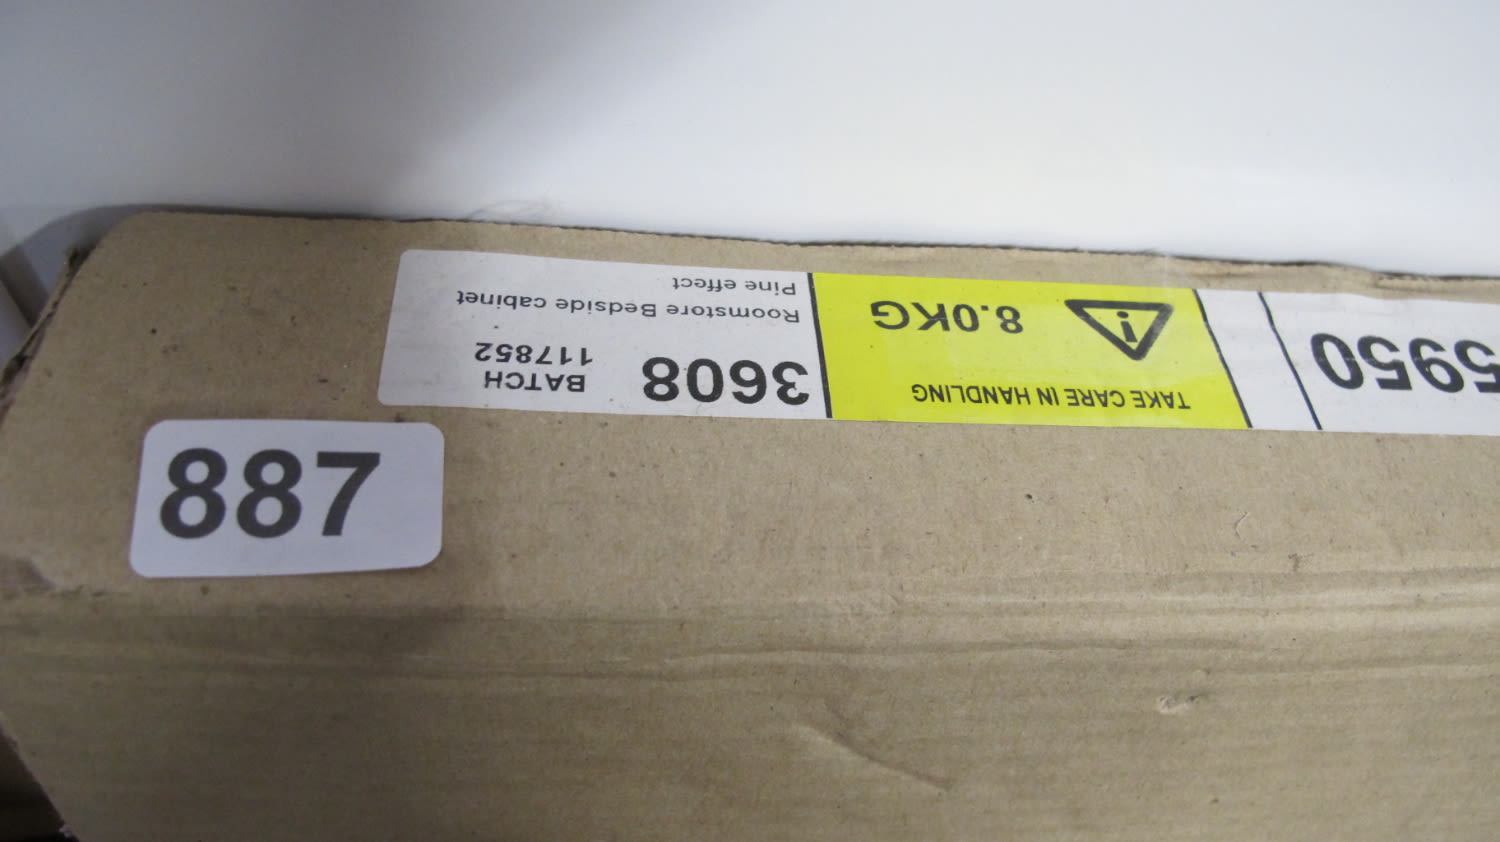 887
5950
TAKE CARE IN HANDLING
! 8.0KG
3608
BATCH
117852
Roomstore Bedside cabinet
Pine effect